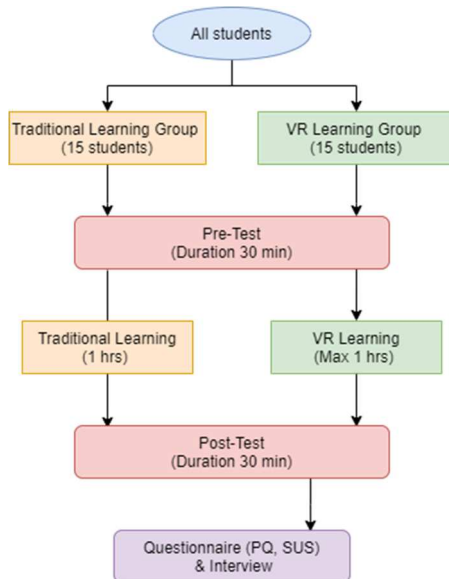 All students
Traditional Learning Group
(15 students)
VR Learning Group
(15 students)
Pre-Test
(Duration 30 min)
Traditional Learning
(1 hrs)
VR Learning
(Max 1 hrs)
Post-Test
(Duration 30 min)
Questionnaire (PQ, SUS)
& Interview